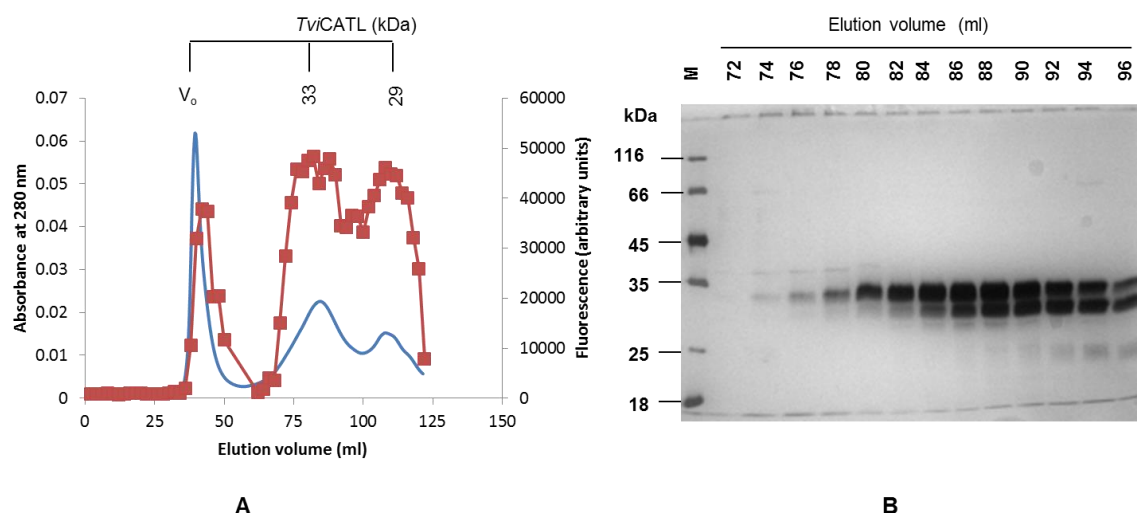 TviCATL (kDa)
Vo
33
29
Absorbance at 280 nm
0.07
0.06
0.05
0.04
0.03
0.02
0.01
0
60000
50000
40000
30000
20000
10000
0
Fluorescence (arbitrary units)
0 25 50 75 100 125 150
Elution volume (ml)
A
Elution volume (ml)
M 72 74 76 78 80 82 84 86 88 90 92 94 96
kDa
116
66
45
35
25
18
B